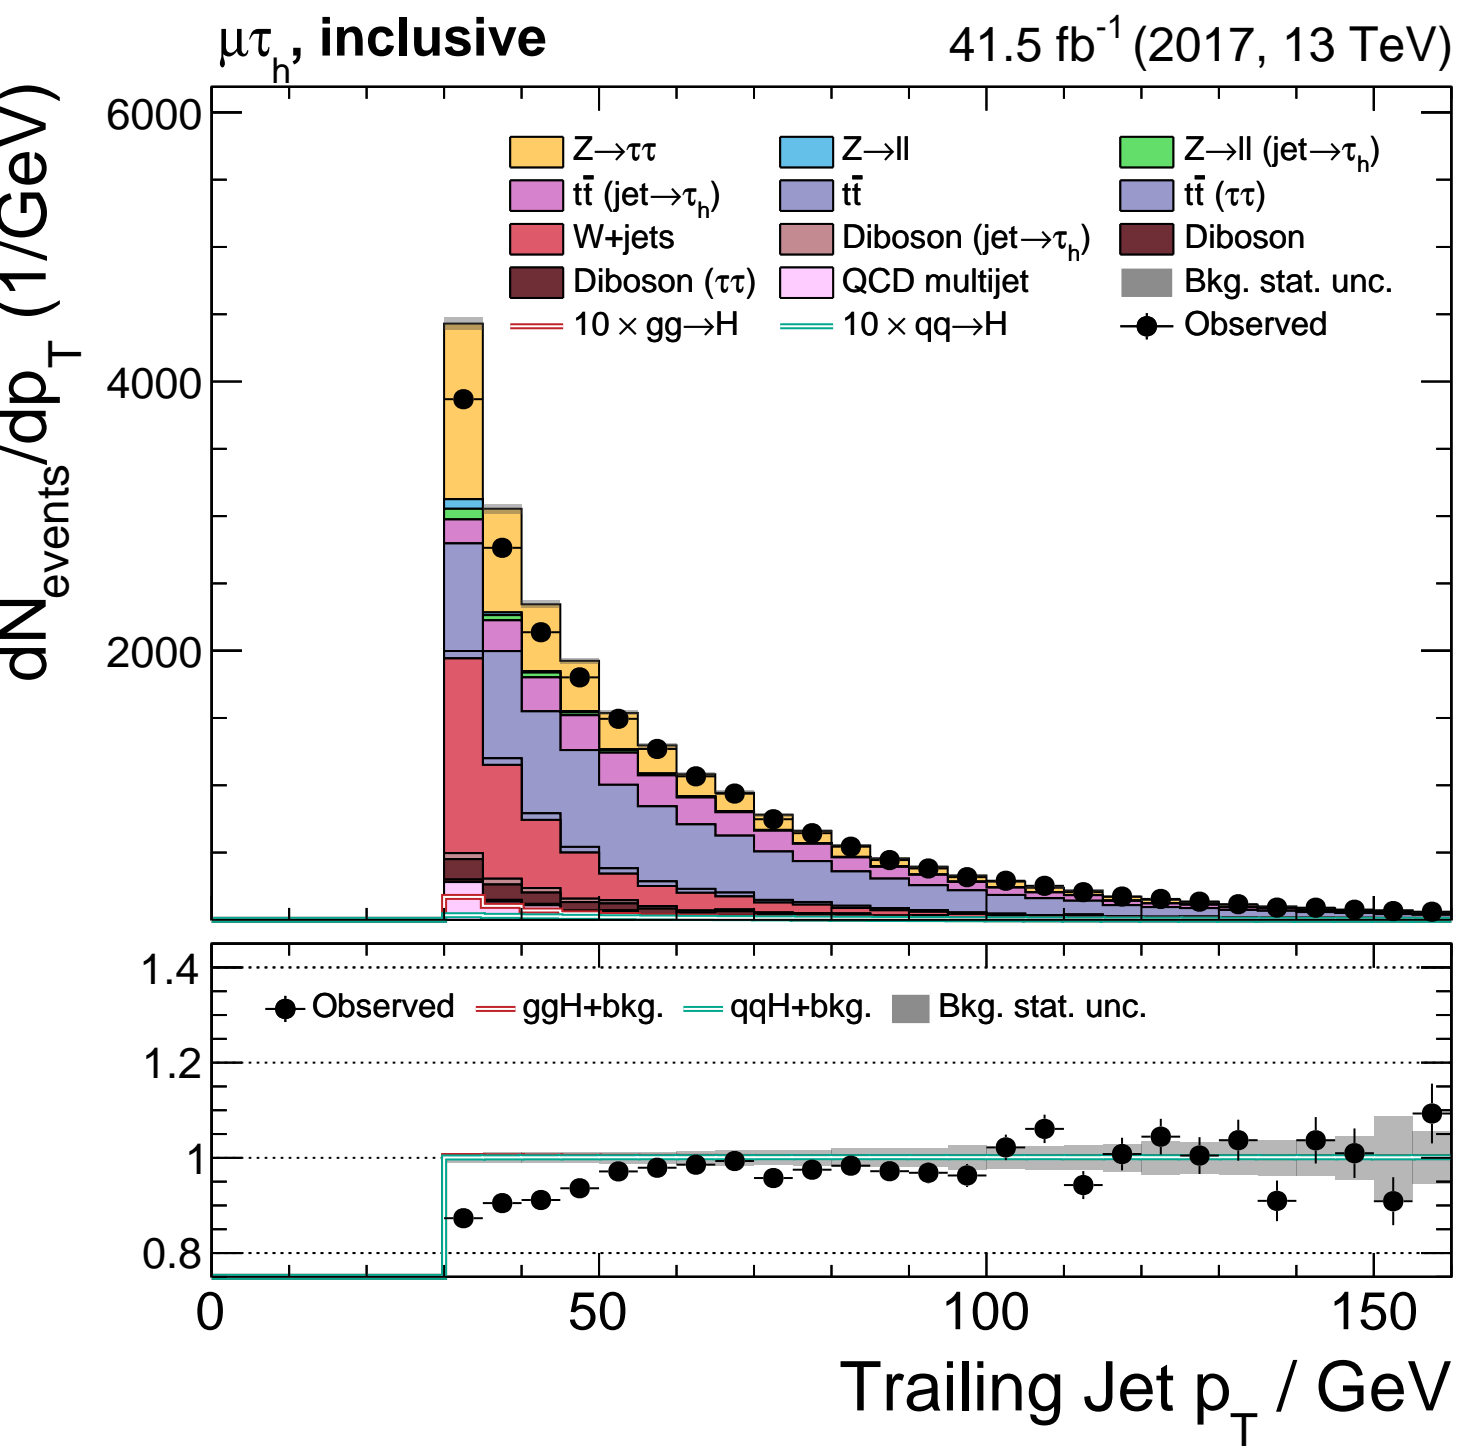 μτh, inclusive 41.5 fb-1 (2017, 13 TeV)
dNevents/dpT (1/GeV)
6000
4000
2000
Z→ττ Z→ll Z→ll (jet→τh)
tt̄ (jet→τh) tt̄ tt̄ (ττ)
W+jets Diboson (jet→τh) Diboson
Diboson (ττ) QCD multijet Bkg. stat. unc.
10 × gg→H 10 × qq→H Observed
1.4
1.2
1
0.8
Observed ggH+bkg. qqH+bkg. Bkg. stat. unc.
0 50 100 150
Trailing Jet pT / GeV